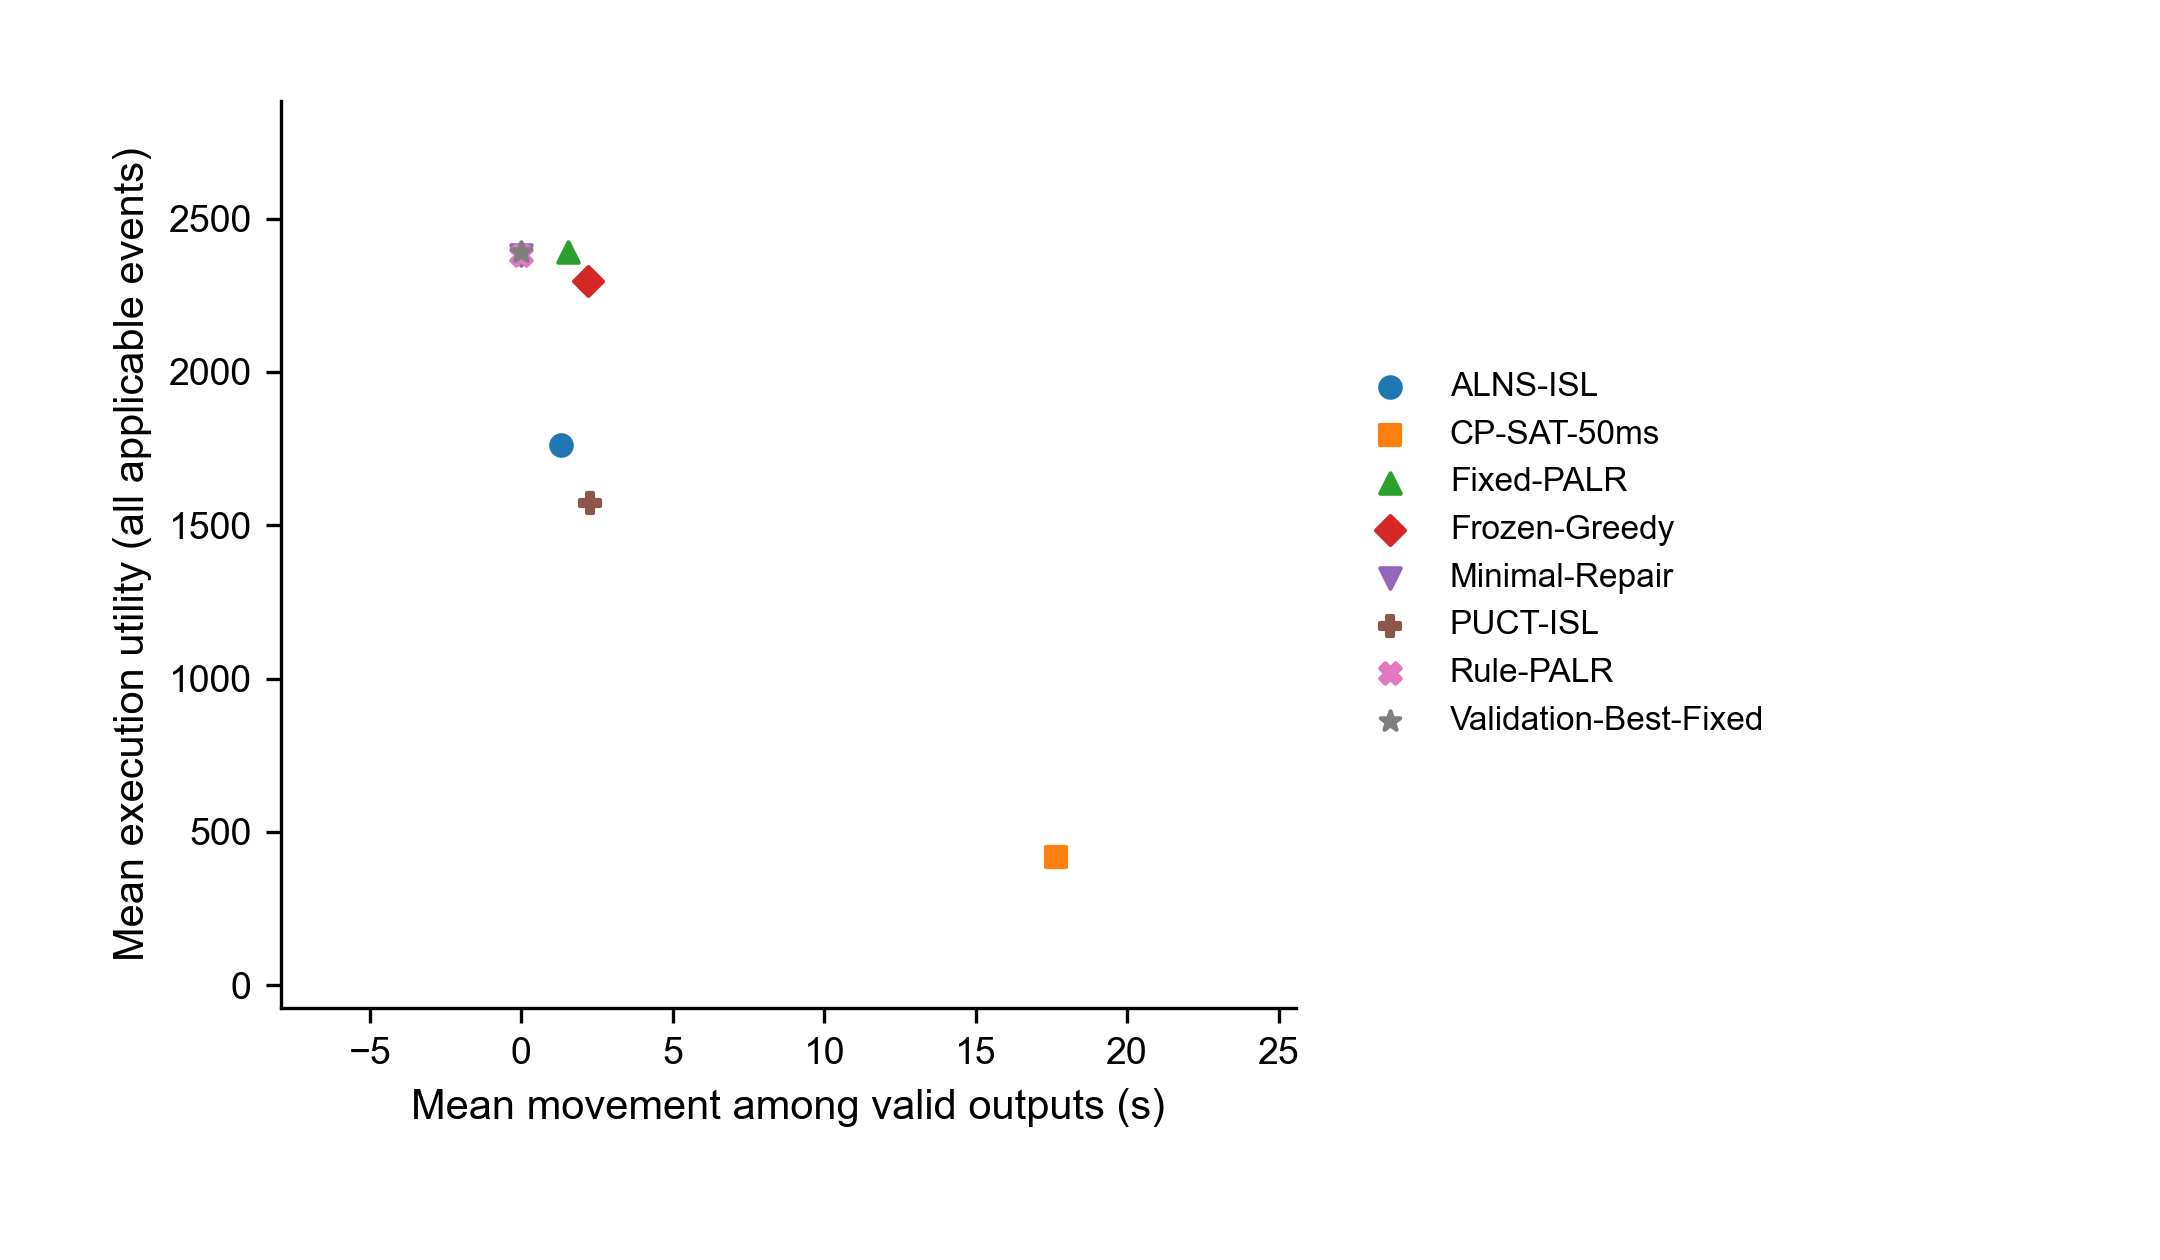 Mean execution utility (all applicable events)
2500
2000
1500
1000
500
0
−5 0 5 10 15 20 25
Mean movement among valid outputs (s)
ALNS-ISL
CP-SAT-50ms
Fixed-PALR
Frozen-Greedy
Minimal-Repair
PUCT-ISL
Rule-PALR
Validation-Best-Fixed